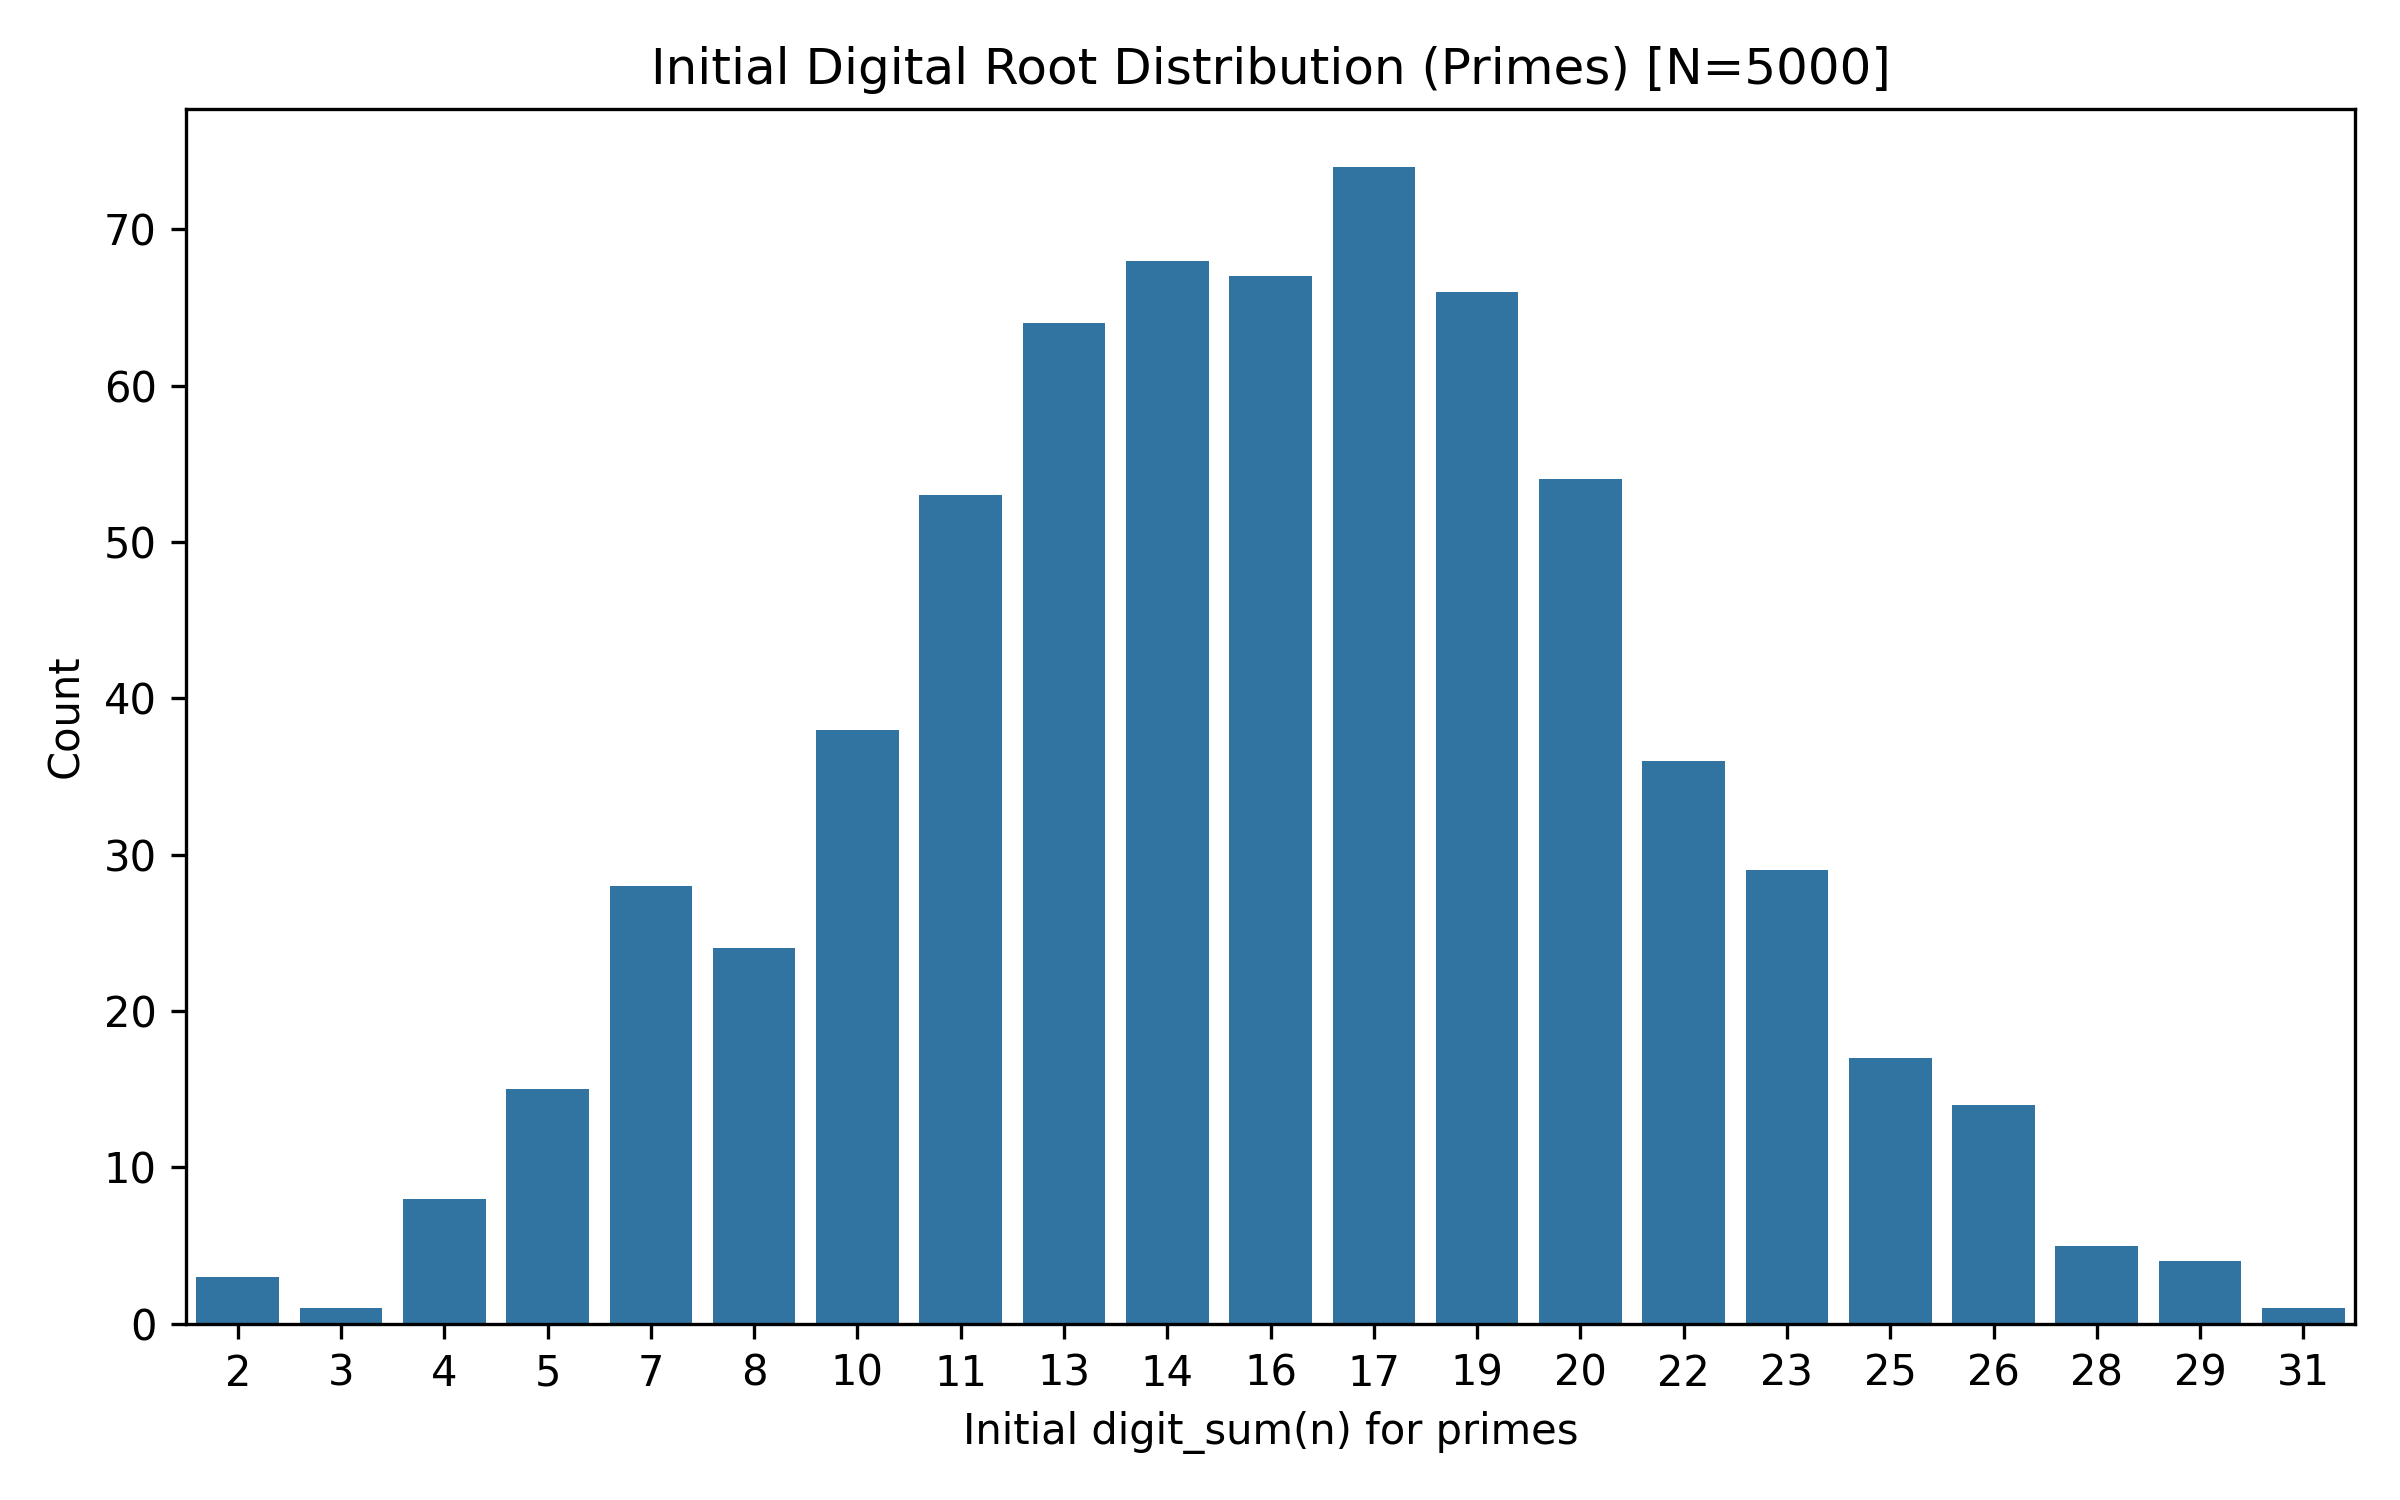 Initial Digital Root Distribution (Primes) [N=5000]
70
60
50
40
30
20
10
0
Count
2 3 4 5 7 8 10 11 13 14 16 17 19 20 22 23 25 26 28 29 31
Initial digit_sum(n) for primes